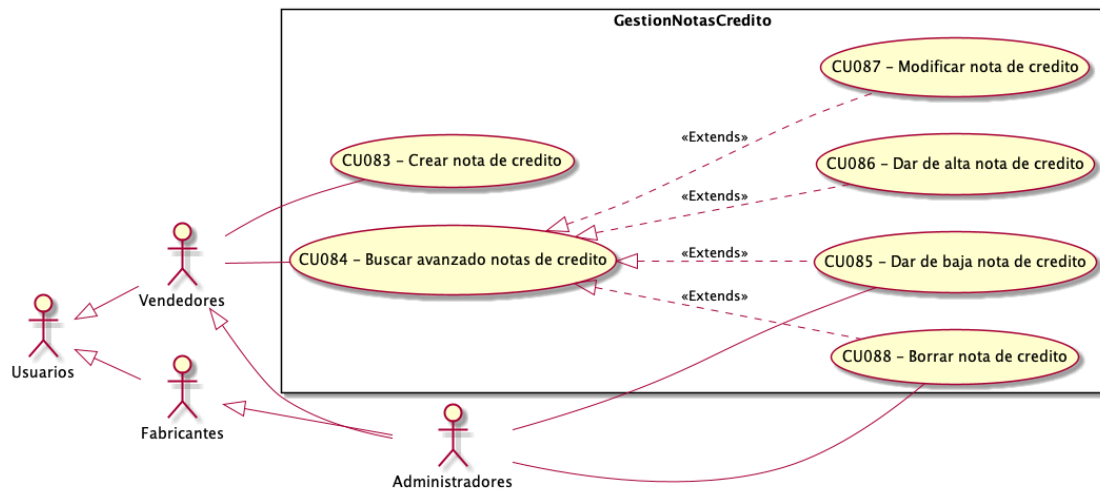 GestionNotasCredito
CU087 – Modificar nota de credito
«Extends»
CU083 – Crear nota de credito
CU086 – Dar de alta nota de credito
«Extends»
CU084 – Buscar avanzado notas de credito
«Extends»
CU085 – Dar de baja nota de credito
Vendedores
«Extends»
Usuarios
CU088 – Borrar nota de credito
Fabricantes
Administradores